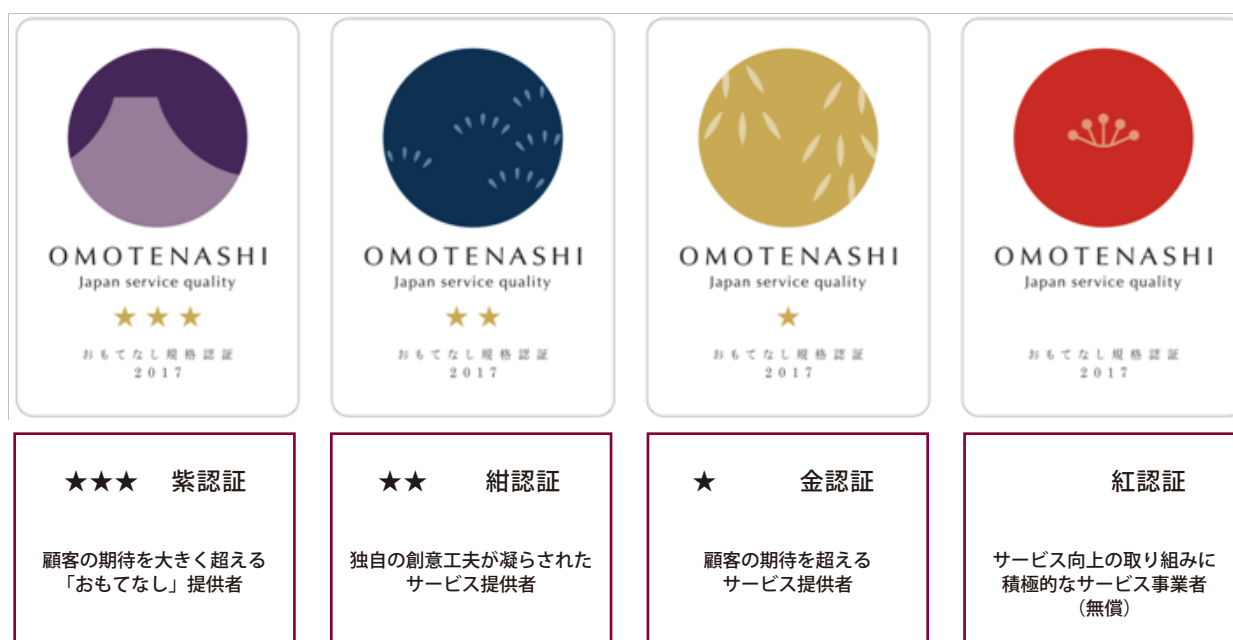 OMOTENASHI
Japan service quality
★★★
おもてなし規格認証
2017
OMOTENASHI
Japan service quality
★★
おもてなし規格認証
2017
OMOTENASHI
Japan service quality
★
おもてなし規格認証
2017
OMOTENASHI
Japan service quality
おもてなし規格認証
2017
★★★ 紫認証
顧客の期待を大きく超える
「おもてなし」提供者
★★ 紺認証
独自の創意工夫が凝らされた
サービス提供者
★ 金認証
顧客の期待を超える
サービス提供者
紅認証
サービス向上の取り組みに
積極的なサービス事業者
（無償）